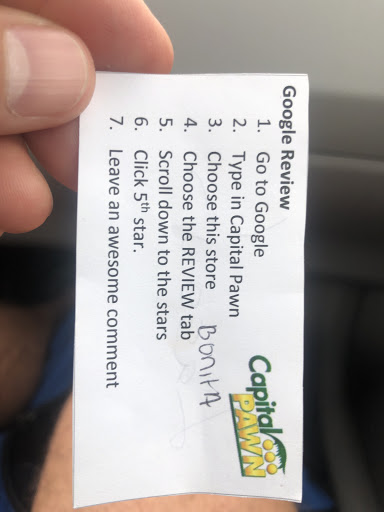 Google Review
1. Go to Google
2. Type in Capital Pawn
3. Choose this store Bonita
4. Choose the REVIEW tab
5. Scroll down to the stars
6. Click 5th star.
7. Leave an awesome comment
Capital
PAWN